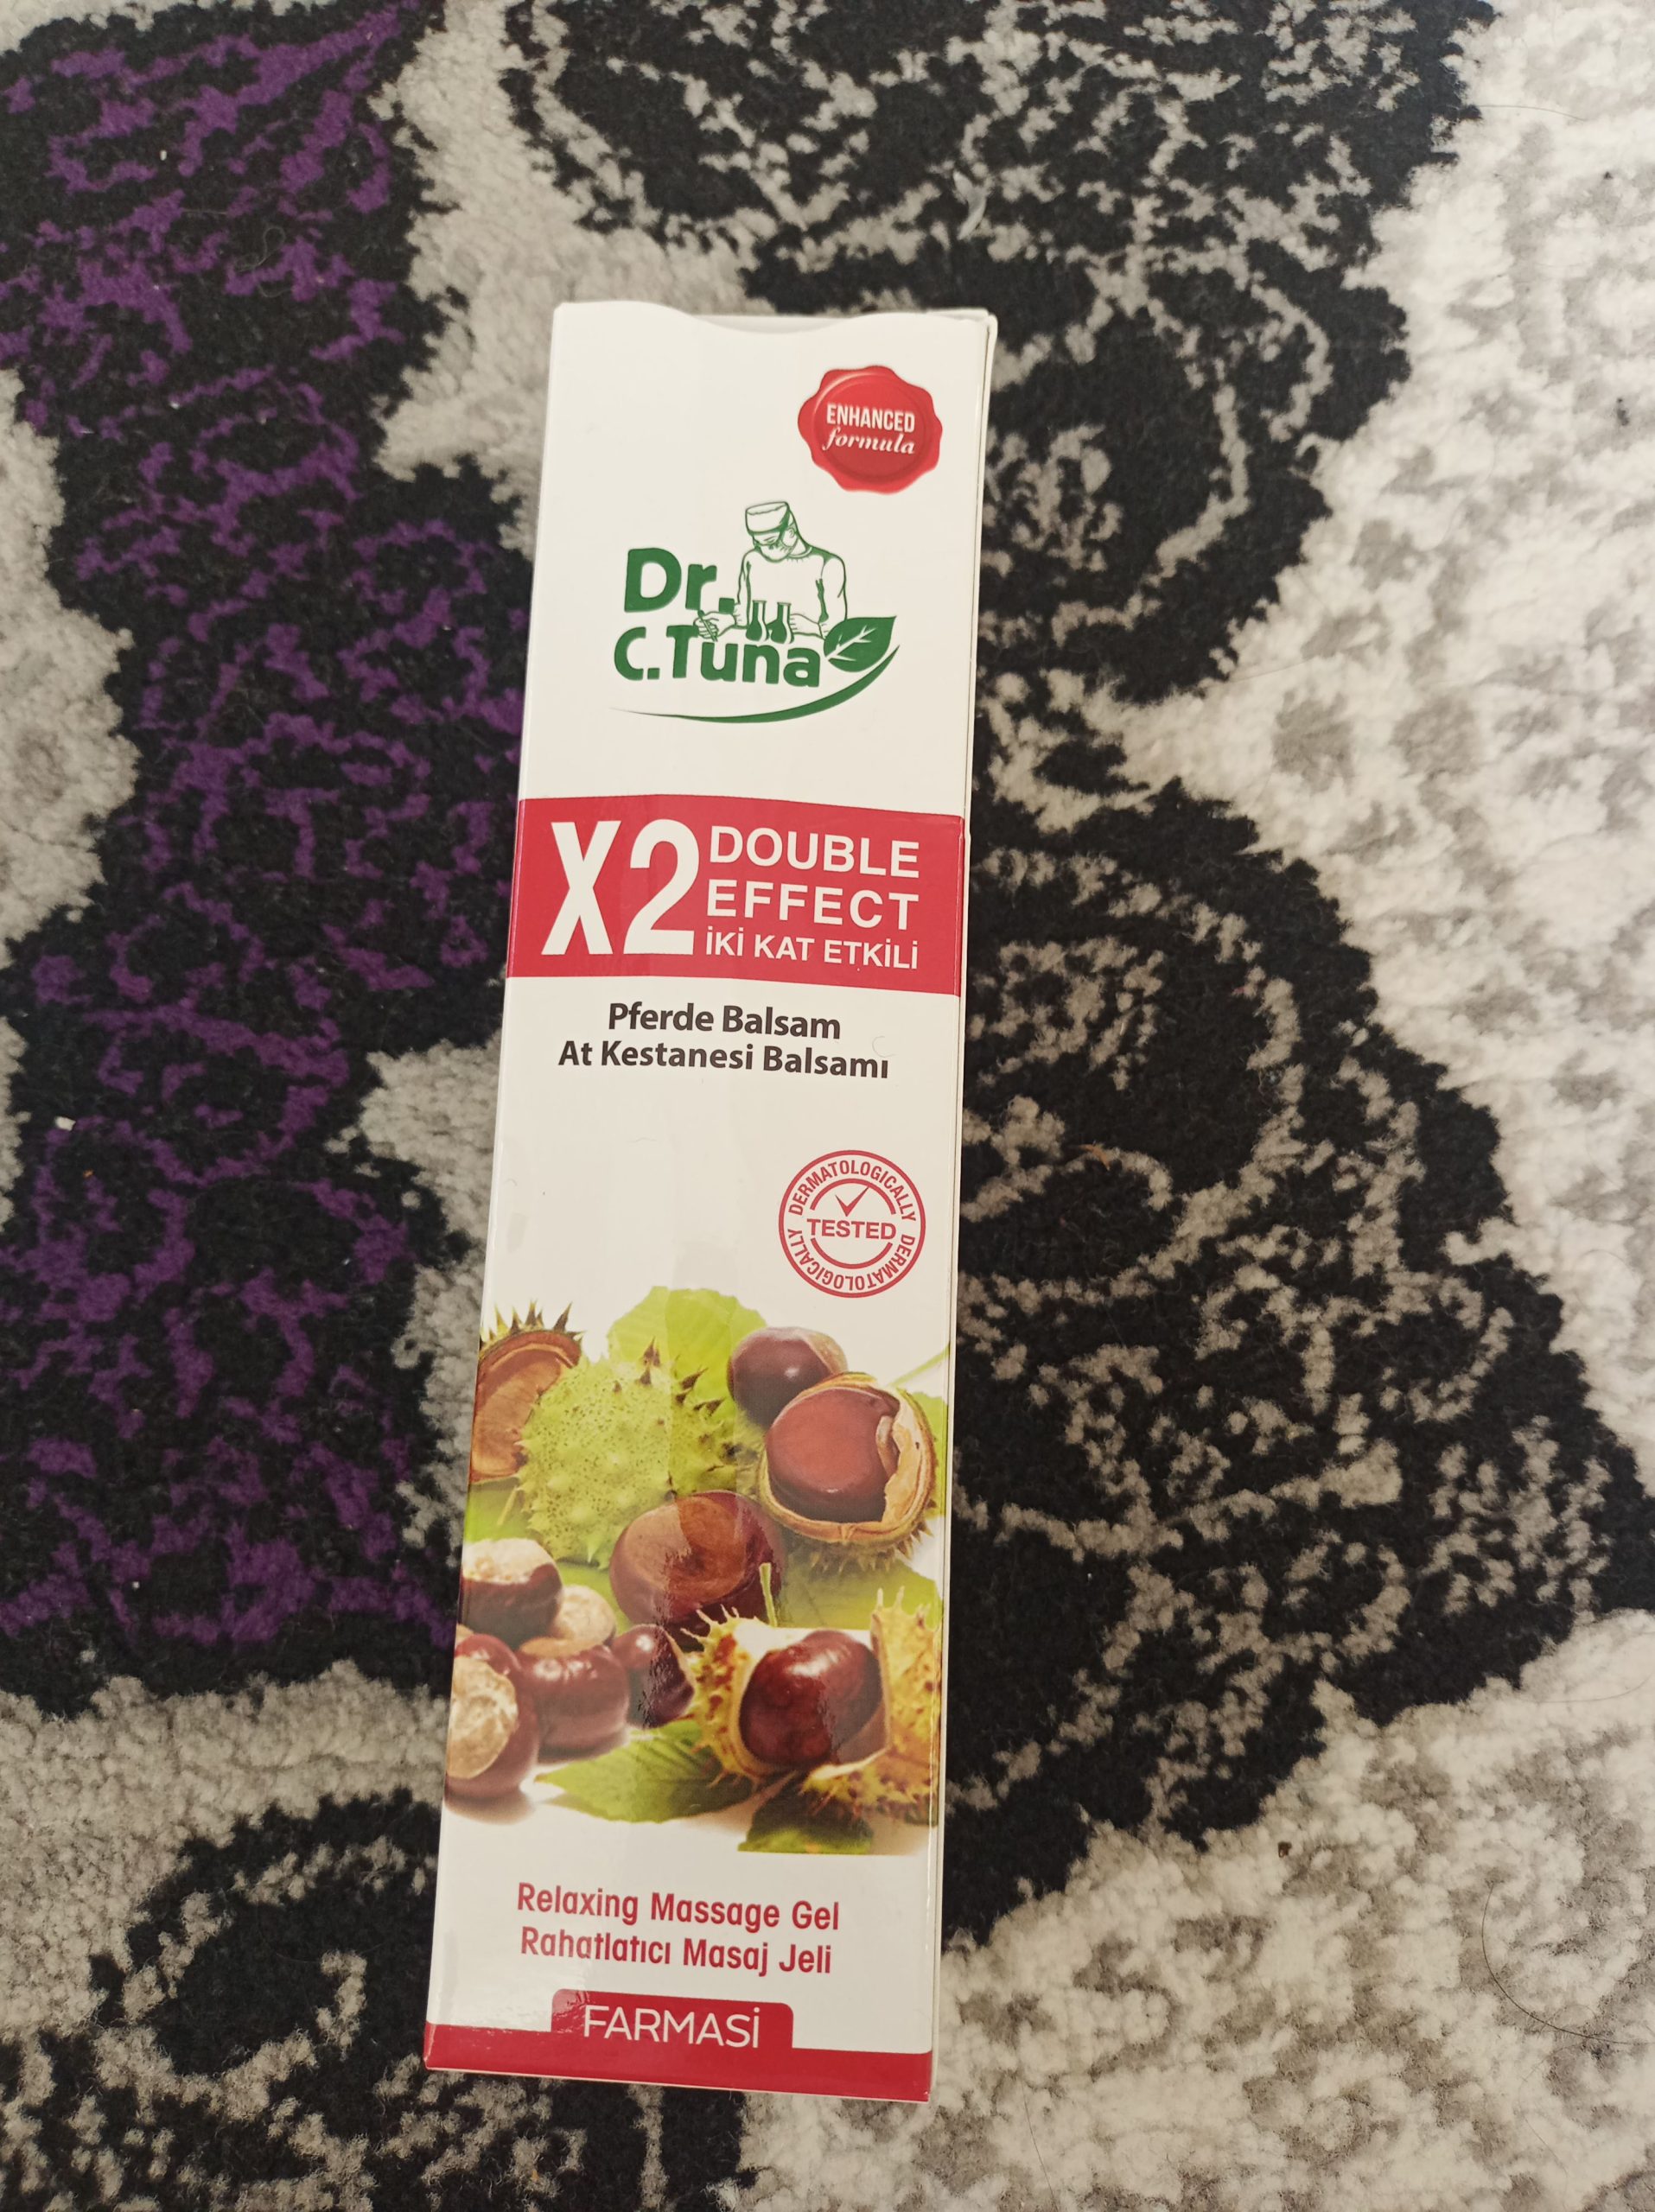 ENHANCED
formula
Dr.
C.Tuna
X2 DOUBLE
EFFECT
İKİ KAT ETKİLİ
Pferde Balsam
At Kestanesi Balsamı
DERMATOLOGICALLY
TESTED
DERMATOLOGICALLY
Relaxing Massage Gel
Rahatlatıcı Masaj Jeli
FARMASİ